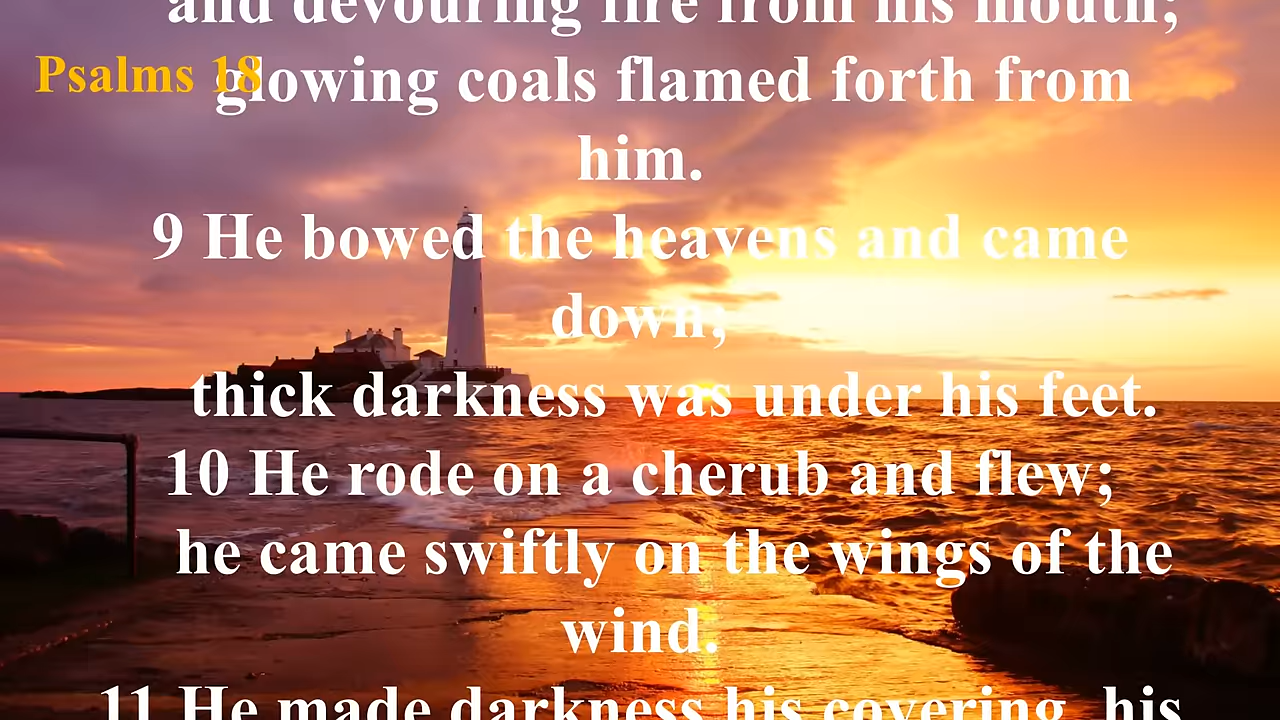 and devouring fire from his mouth;
Psalms 18
glowing coals flamed forth from
him.
9 He bowed the heavens and came
down;
thick darkness was under his feet.
10 He rode on a cherub and flew;
he came swiftly on the wings of the
wind.
11 He made darkness his covering, his